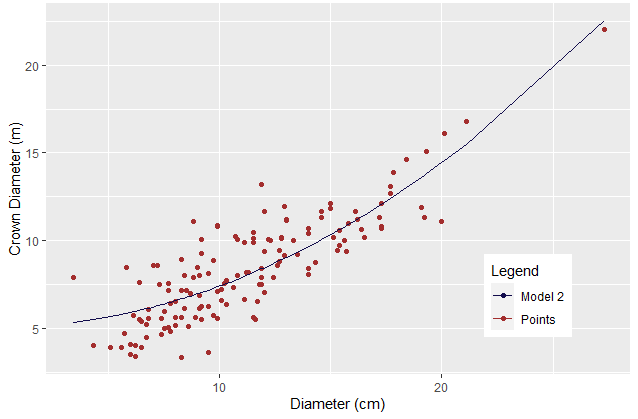 20
15
10
5
Crown Diameter (m)
10
20
Diameter (cm)
Legend
Model 2
Points